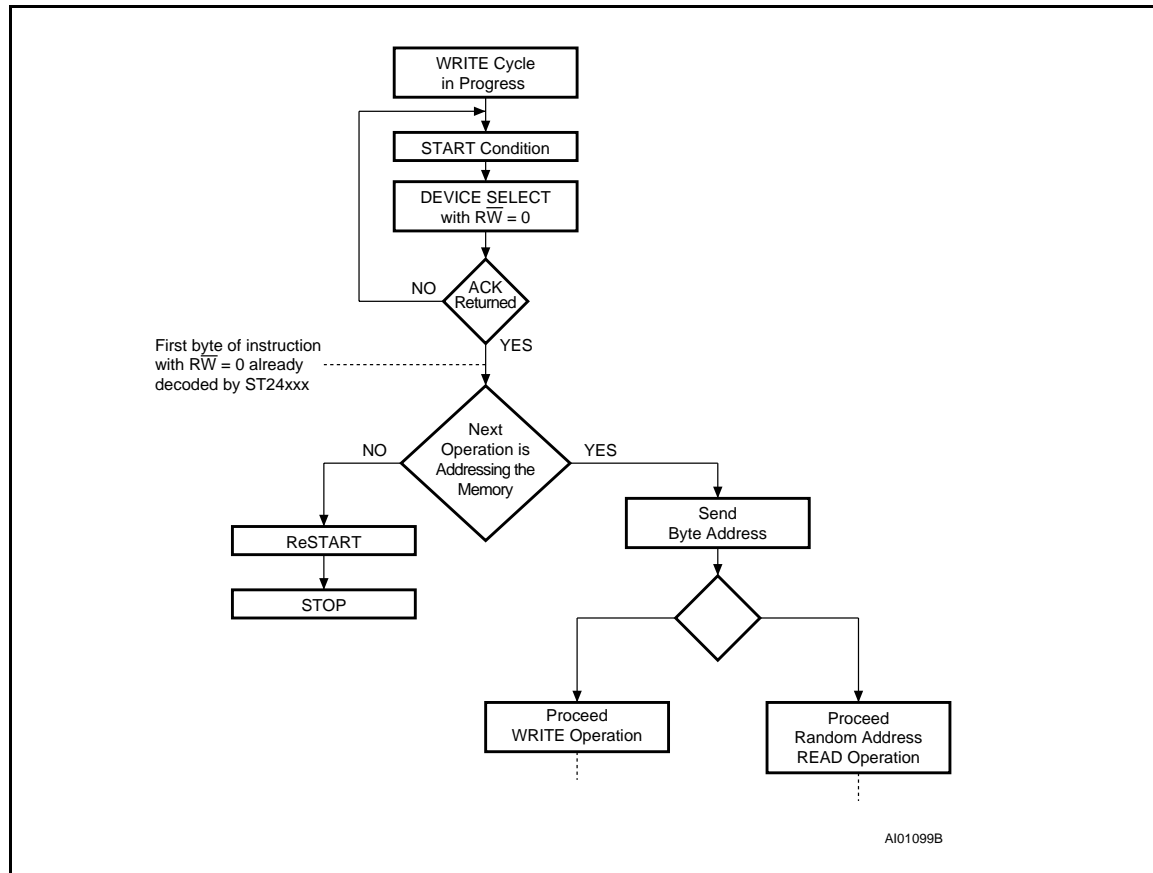 WRITE Cycle
in Progress
START Condition
DEVICE SELECT
with RW̅ = 0
NO
ACK
Returned
YES
First byte of instruction
with RW̅ = 0 already
decoded by ST24xxx
NO
Next
Operation is
Addressing the
Memory
YES
ReSTART
STOP
Send
Byte Address
Proceed
WRITE Operation
Proceed
Random Address
READ Operation
AI01099B